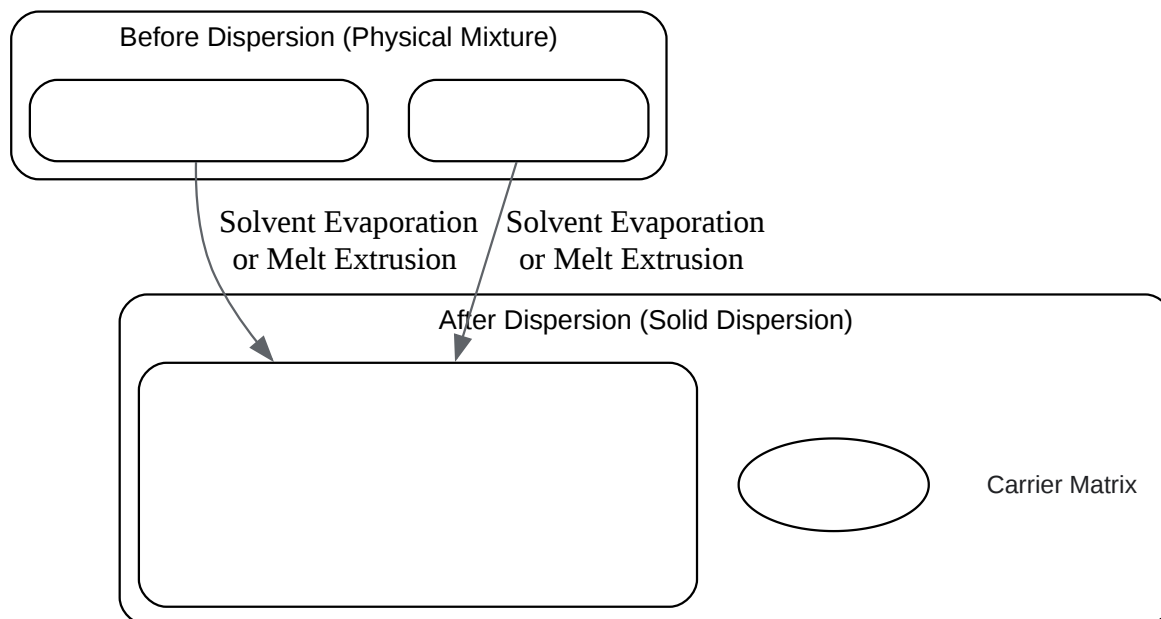 Before Dispersion (Physical Mixture)
Solvent Evaporation
or Melt Extrusion
Solvent Evaporation
or Melt Extrusion
After Dispersion (Solid Dispersion)
Carrier Matrix